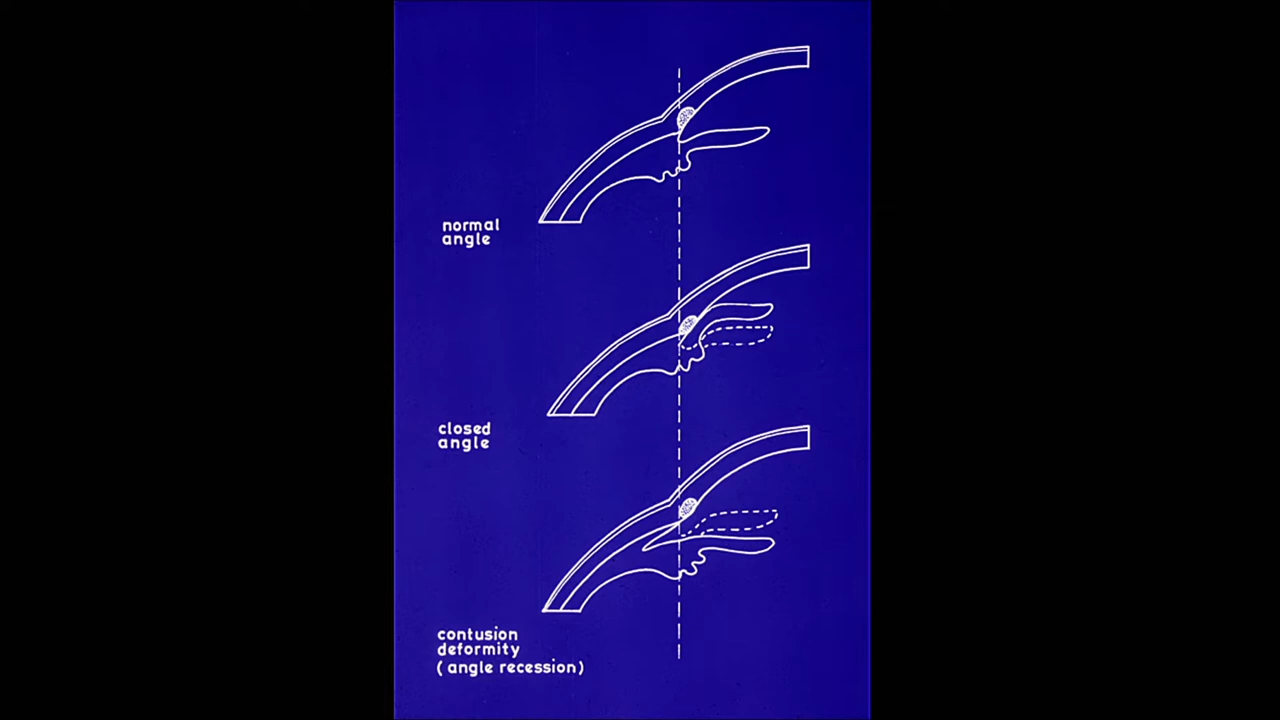 normal
angle
closed
angle
contusion
deformity
( angle recession)